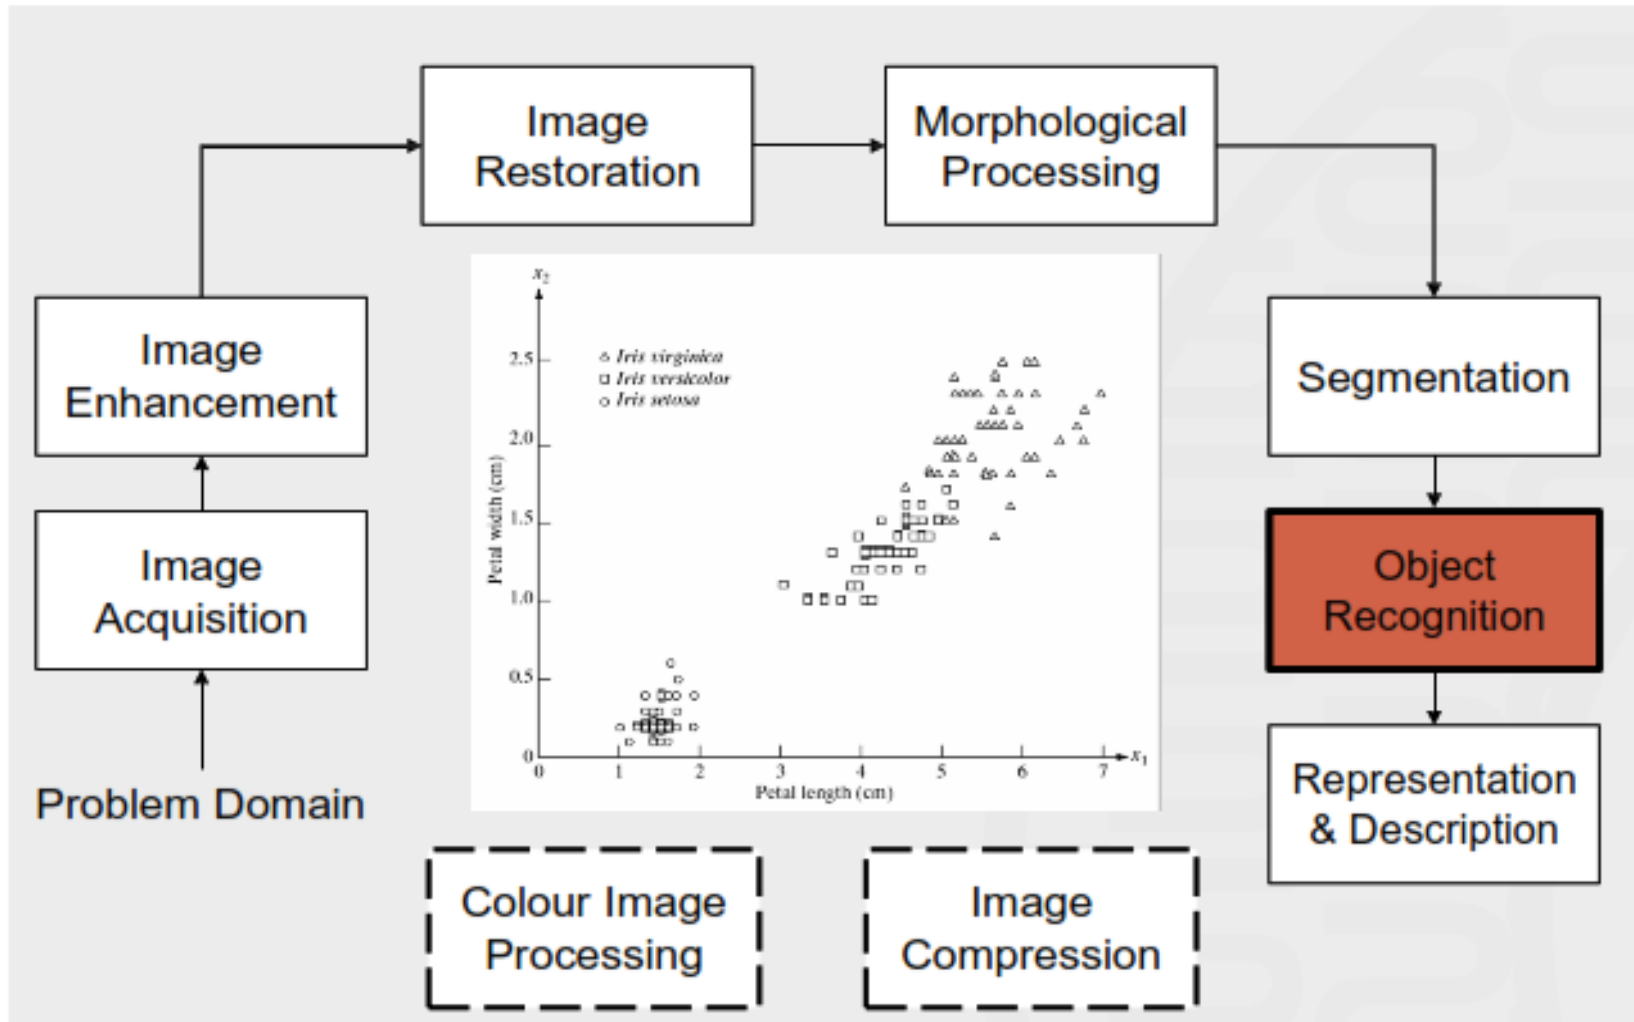 Image
Restoration
Morphological
Processing
Image
Enhancement
Segmentation
Image
Acquisition
Object
Recognition
Problem Domain
Representation
& Description
Colour Image
Processing
Image
Compression
x₂
△ Iris virginica
□ Iris versicolor
○ Iris setosa
2.5
2.0
1.5
1.0
0.5
0
Petal width (cm)
0 1 2 3 4 5 6 7 x₁
Petal length (cm)